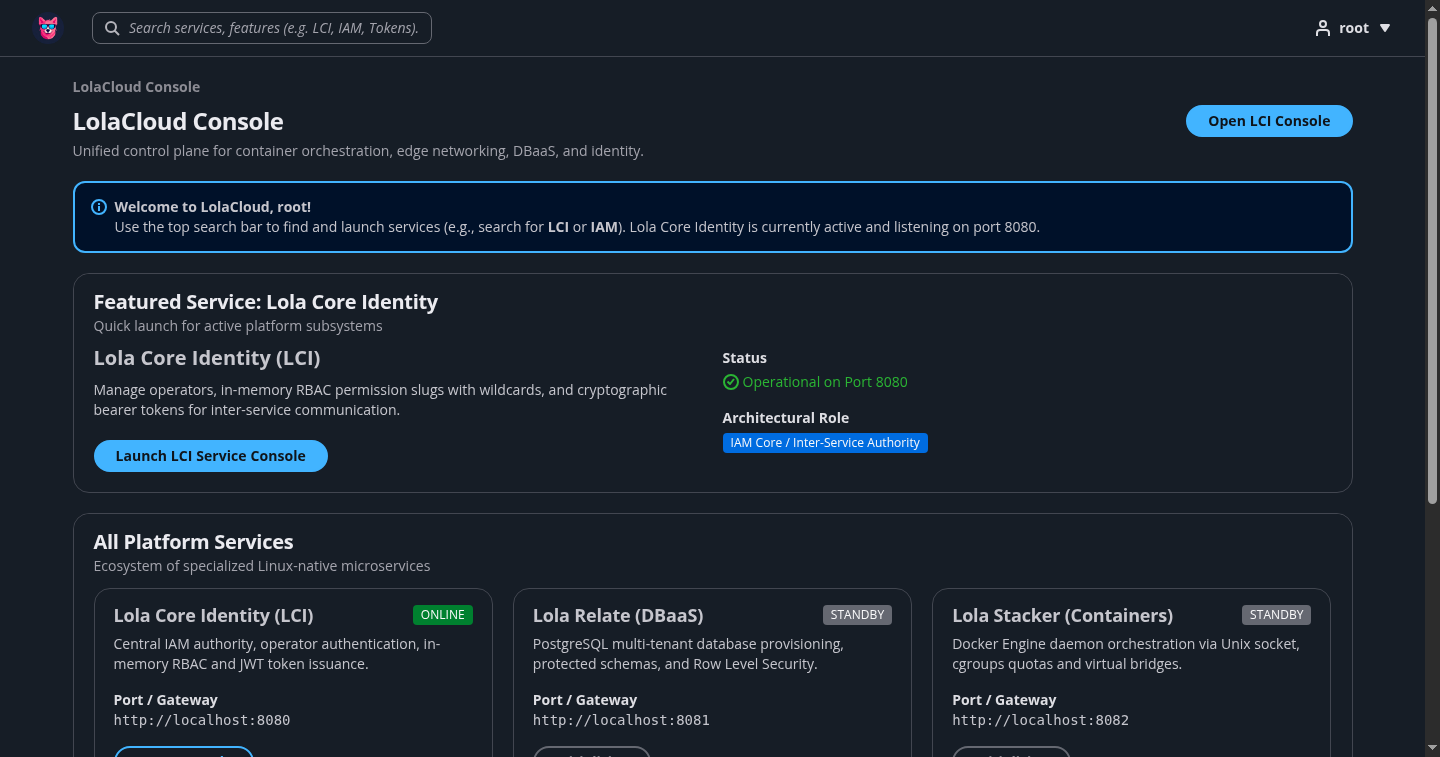 Search services, features (e.g. LCI, IAM, Tokens).
root
LolaCloud Console
LolaCloud Console
Open LCI Console
Unified control plane for container orchestration, edge networking, DBaaS, and identity.
Welcome to LolaCloud, root!
Use the top search bar to find and launch services (e.g., search for LCI or IAM). Lola Core Identity is currently active and listening on port 8080.
Featured Service: Lola Core Identity
Quick launch for active platform subsystems
Lola Core Identity (LCI)
Manage operators, in-memory RBAC permission slugs with wildcards, and cryptographic
bearer tokens for inter-service communication.
Launch LCI Service Console
Status
Operational on Port 8080
Architectural Role
IAM Core / Inter-Service Authority
All Platform Services
Ecosystem of specialized Linux-native microservices
Lola Core Identity (LCI)
ONLINE
Central IAM authority, operator authentication, in-
memory RBAC and JWT token issuance.
Port / Gateway
http://localhost:8080
Lola Relate (DBaaS)
STANDBY
PostgreSQL multi-tenant database provisioning,
protected schemas, and Row Level Security.
Port / Gateway
http://localhost:8081
Lola Stacker (Containers)
STANDBY
Docker Engine daemon orchestration via Unix socket,
cgroups quotas and virtual bridges.
Port / Gateway
http://localhost:8082